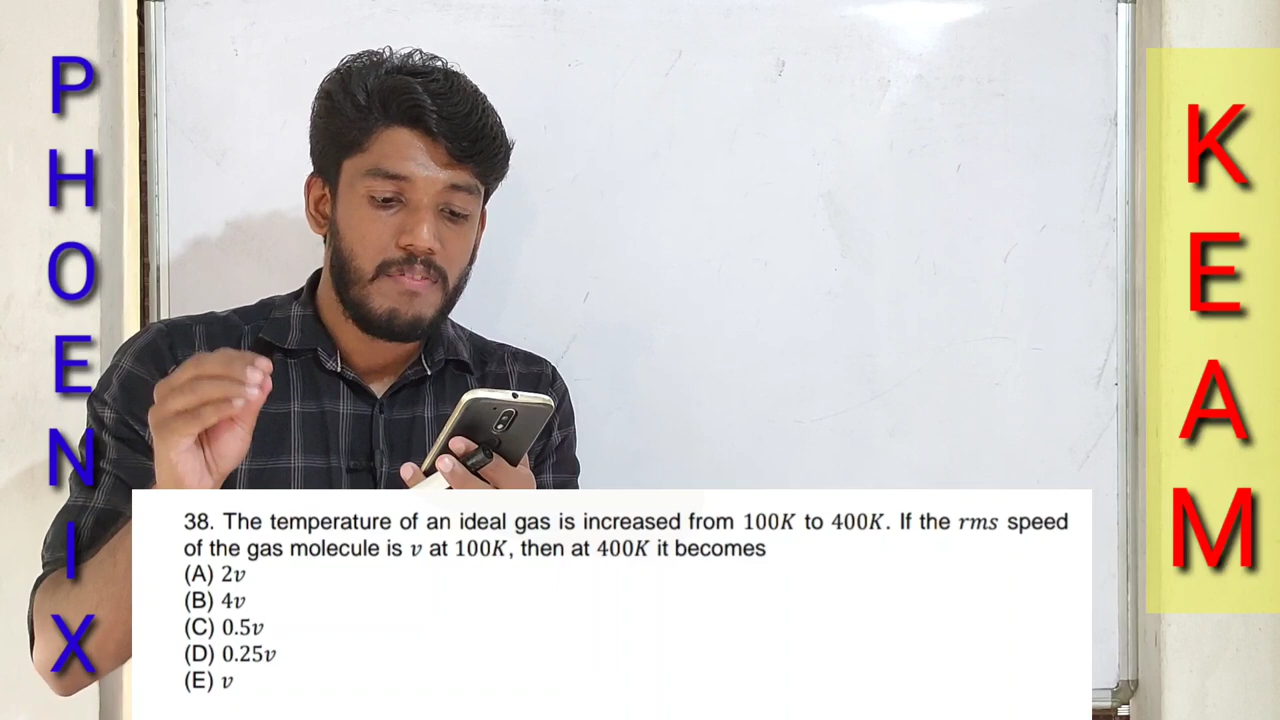 PHOENIX
KEAM
38. The temperature of an ideal gas is increased from 100K to 400K. If the rms speed
of the gas molecule is v at 100K, then at 400K it becomes
(A) 2v
(B) 4v
(C) 0.5v
(D) 0.25v
(E) v